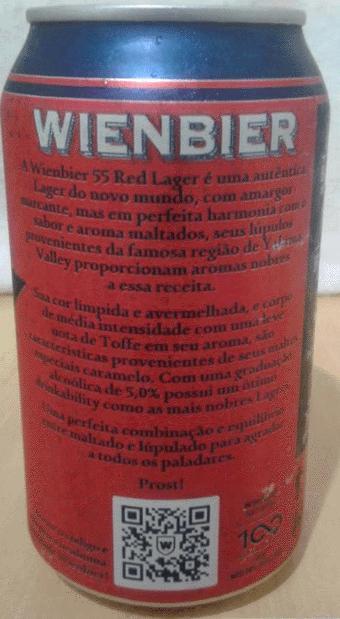 WIENBIER
A Wienbier 55 Red Lager é uma autêntica
Lager do novo mundo, com amargor
marcante, mas em perfeita harmonia com o
sabor e aroma maltados, seus lúpulos
provenientes da famosa região de Yakima
Valley proporcionam aromas nobres
a essa receita.
Sua cor límpida e avermelhada, e corpo
de média intensidade com uma leve
nota de Toffe em seu aroma, são
características provenientes de seus maltes
especiais caramelo. Com uma graduação
alcoólica de 5,0% possui um ótimo
drinkability como as mais nobres Lagers.
Uma perfeita combinação e equilíbrio
entre maltado e lúpulado para agradar
a todos os paladares.
Prost!
W
100